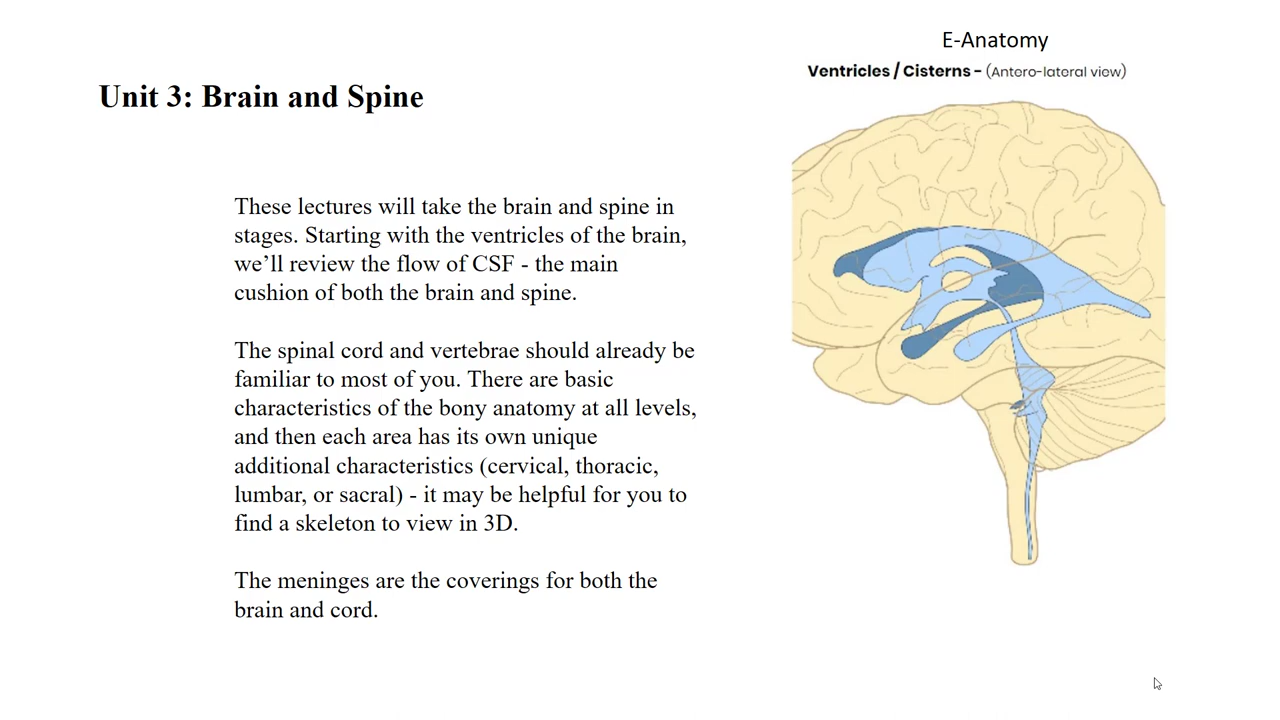 E-Anatomy
Ventricles / Cisterns - (Antero-lateral view)
Unit 3: Brain and Spine
These lectures will take the brain and spine in
stages. Starting with the ventricles of the brain,
we’ll review the flow of CSF - the main
cushion of both the brain and spine.
The spinal cord and vertebrae should already be
familiar to most of you. There are basic
characteristics of the bony anatomy at all levels,
and then each area has its own unique
additional characteristics (cervical, thoracic,
lumbar, or sacral) - it may be helpful for you to
find a skeleton to view in 3D.
The meninges are the coverings for both the
brain and cord.